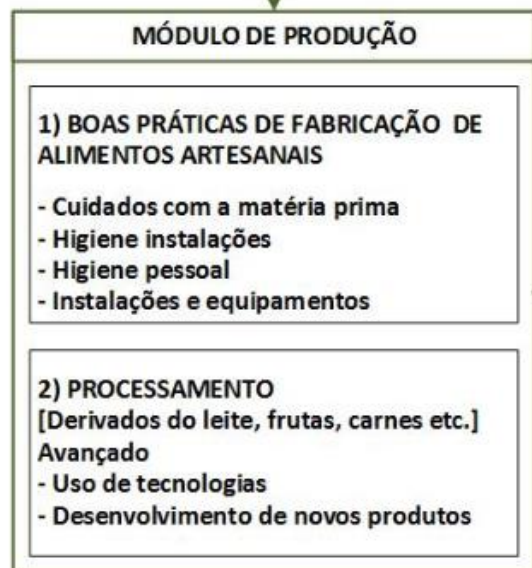 MÓDULO DE PRODUÇÃO
1) BOAS PRÁTICAS DE FABRICAÇÃO DE
ALIMENTOS ARTESANAIS
- Cuidados com a matéria prima
- Higiene instalações
- Higiene pessoal
- Instalações e equipamentos
2) PROCESSAMENTO
[Derivados do leite, frutas, carnes etc.]
Avançado
- Uso de tecnologias
- Desenvolvimento de novos produtos